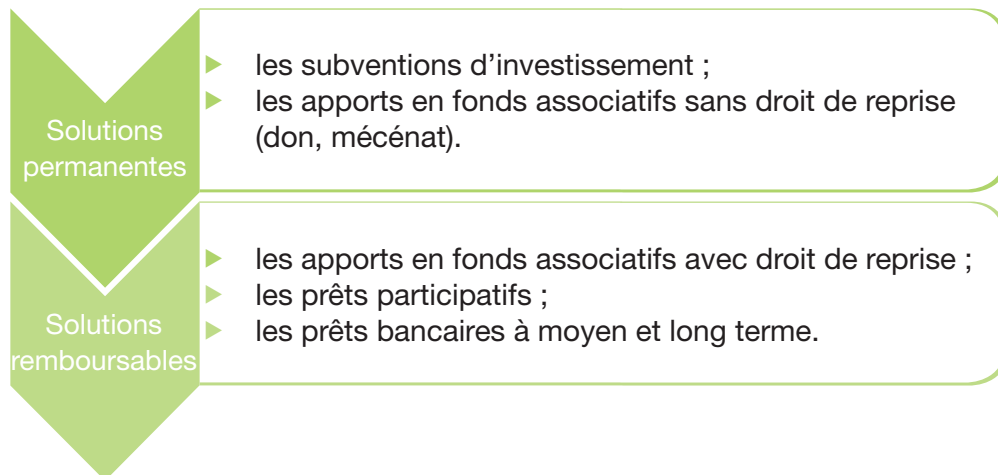 Solutions
permanentes
les subventions d’investissement ;
les apports en fonds associatifs sans droit de reprise
(don, mécénat).
Solutions
remboursables
les apports en fonds associatifs avec droit de reprise ;
les prêts participatifs ;
les prêts bancaires à moyen et long terme.